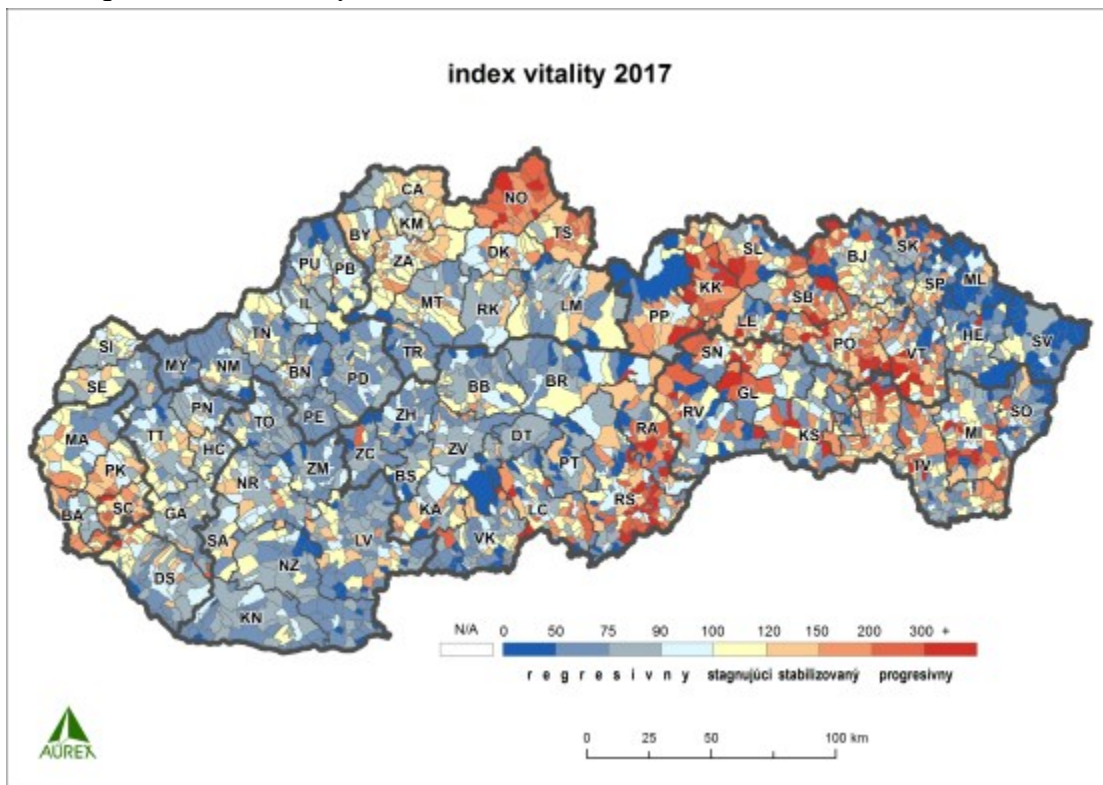 index vitality 2017
CA
NO
KM
BY
TS
DK
ZA
PU
PB
IL
MT
RK
LM
SL
KK
BJ
SK
SP
ML
SB
PP
LE
HE
SV
PO
VT
SN
TN
SI
MY
NM
BN
PD
TR
SE
BB
BR
GL
RV
SO
PN
TO
PE
ZH
MA
TT
HC
ZC
ZV
DT
RA
KS
MI
PK
ZM
BS
PT
TV
NR
BA
SC
GA
KA
LC
RS
SA
LV
VK
DS
NZ
KN
N/A 0 50 75 90 100 120 150 200 300 +
r e g r e s i v n y stagnujúci stabilizovaný progresívny
0 25 50 100 km
AUREX